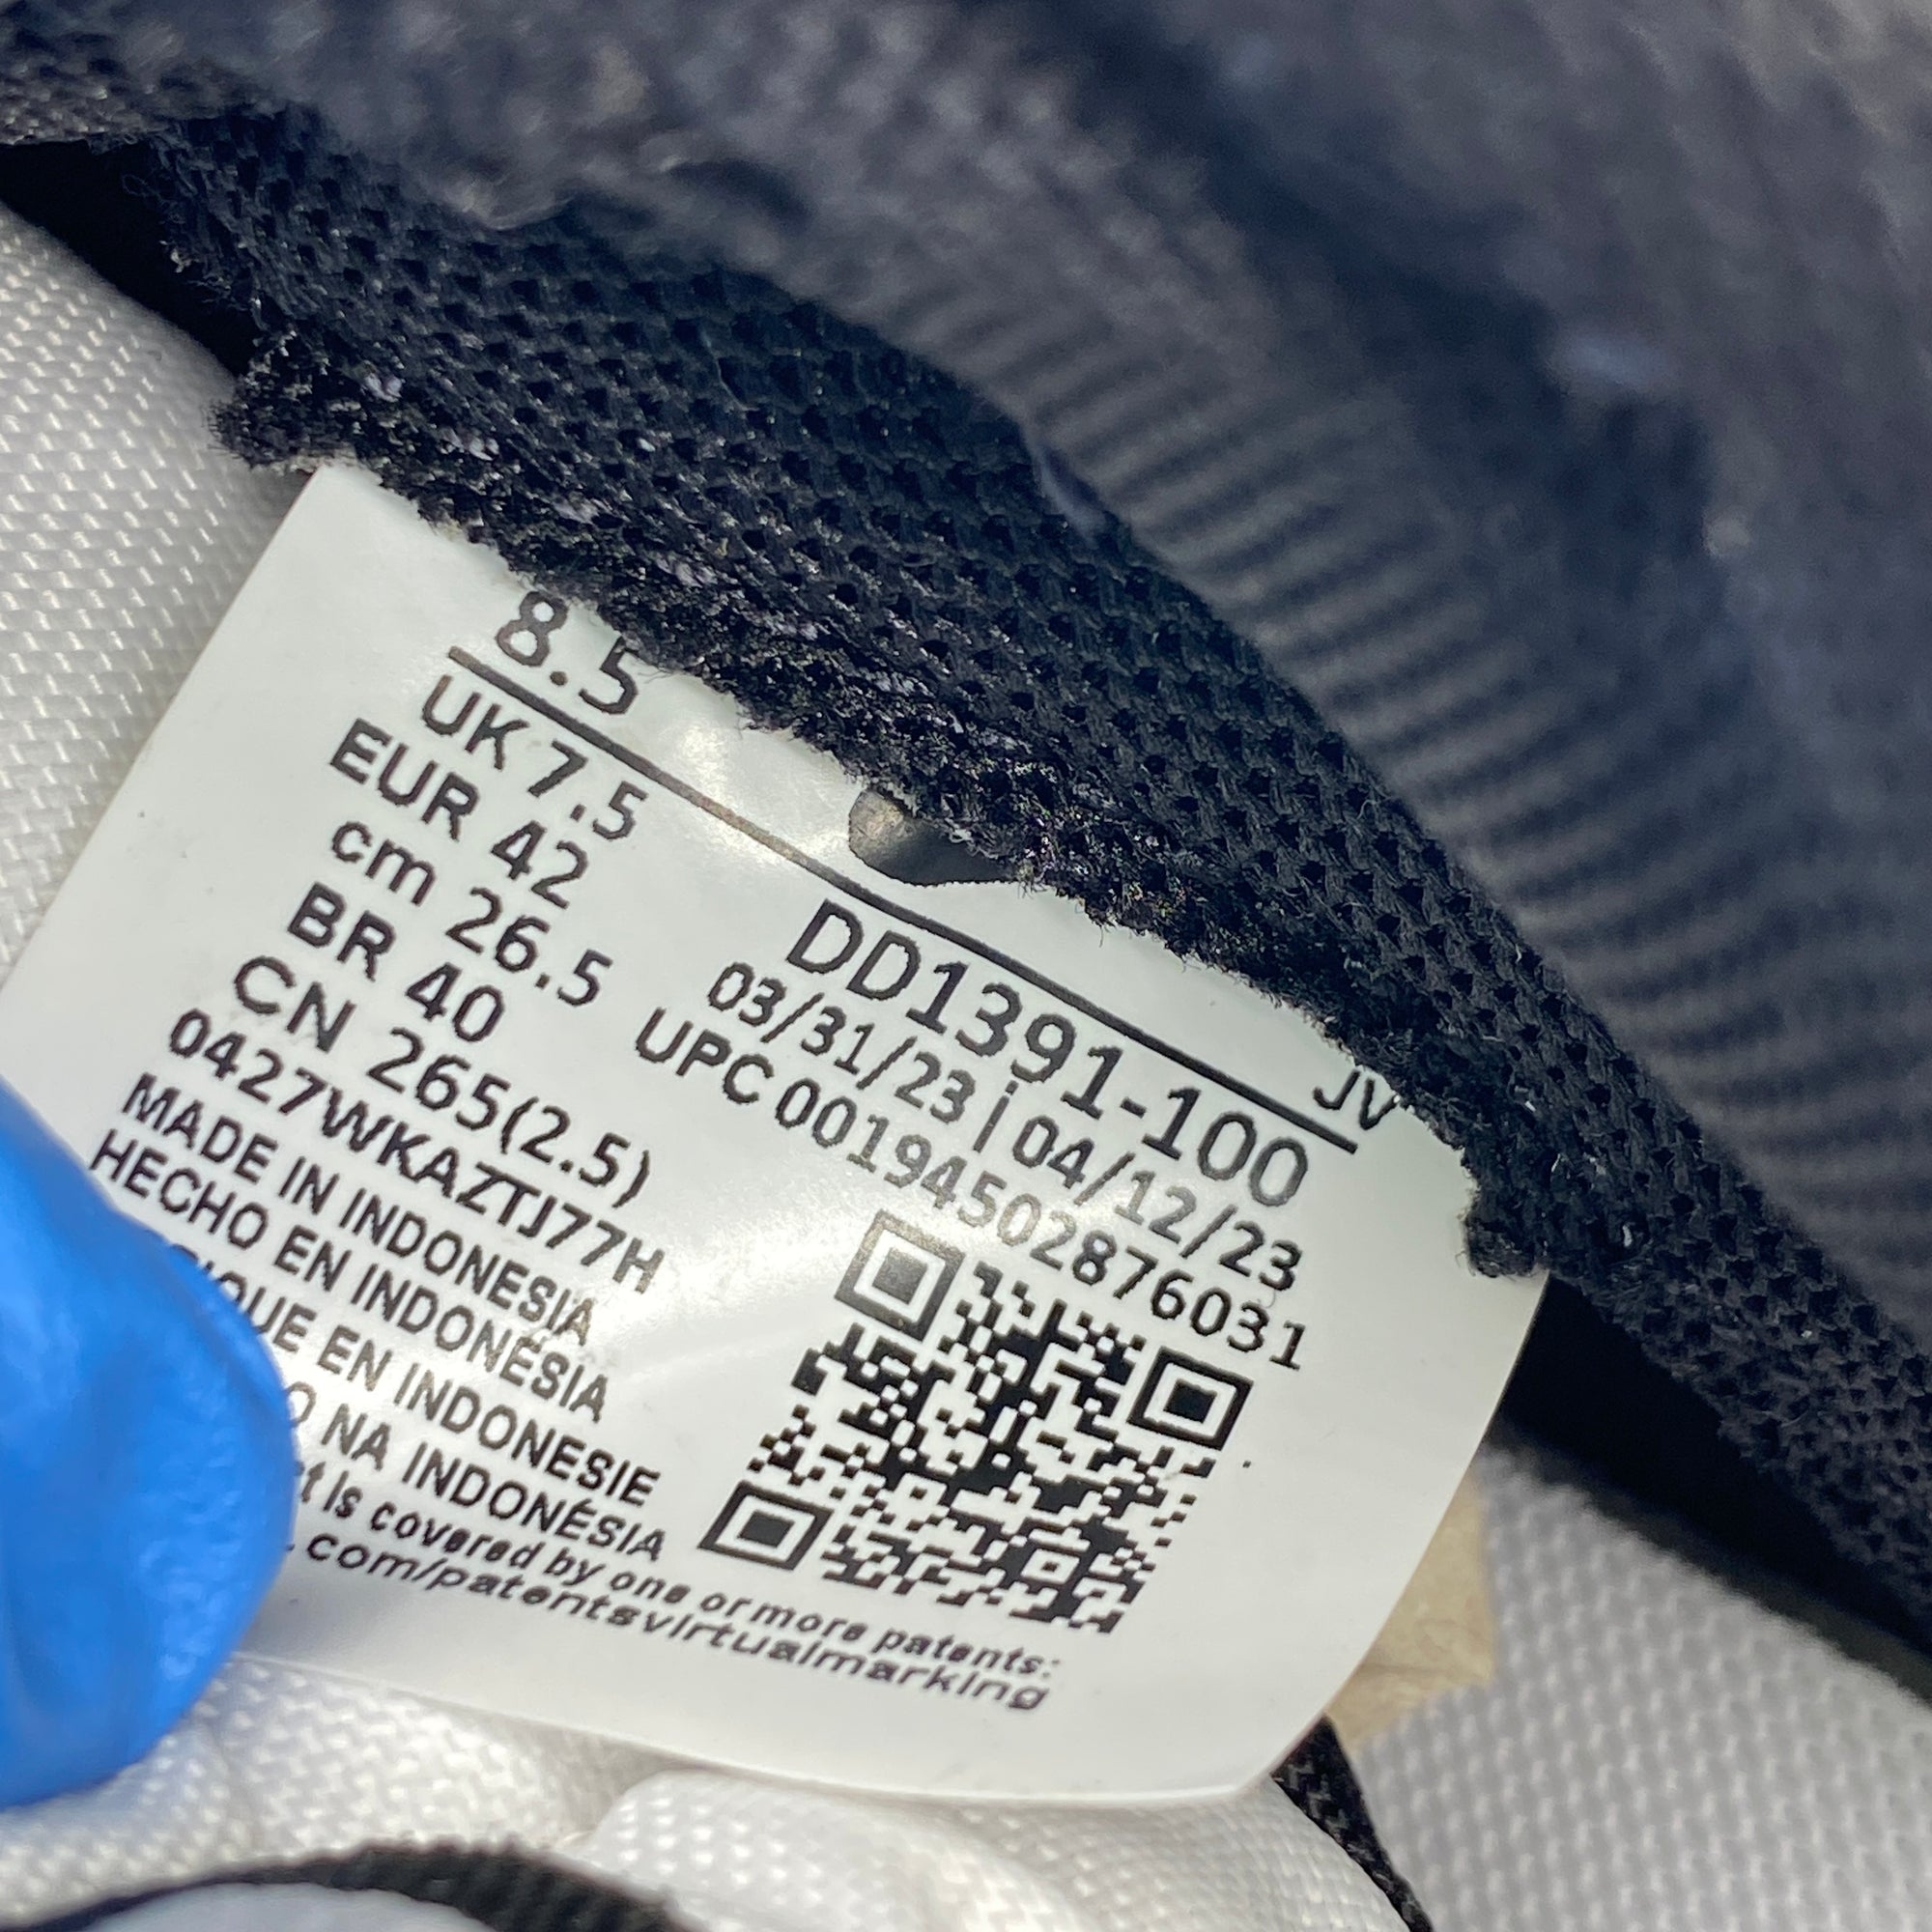 8.5
JV
UK 7.5
EUR 42
cm 26.5
BR 40
CN 265(2.5)
0427WKAZTJ77H
DD1391-100
03/31/23 | 04/12/23
UPC 00194502876031
MADE IN INDONESIA
HECHO EN INDONÉSIA
EN INDONESIE
NA INDONÉSIA
is covered by one or more patents:
.com/patentsvirtualmarking